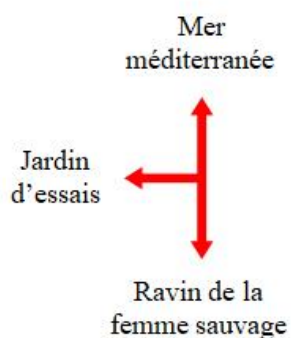 Mer
méditerranée
Jardin
d’essais
Ravin de la
femme sauvage